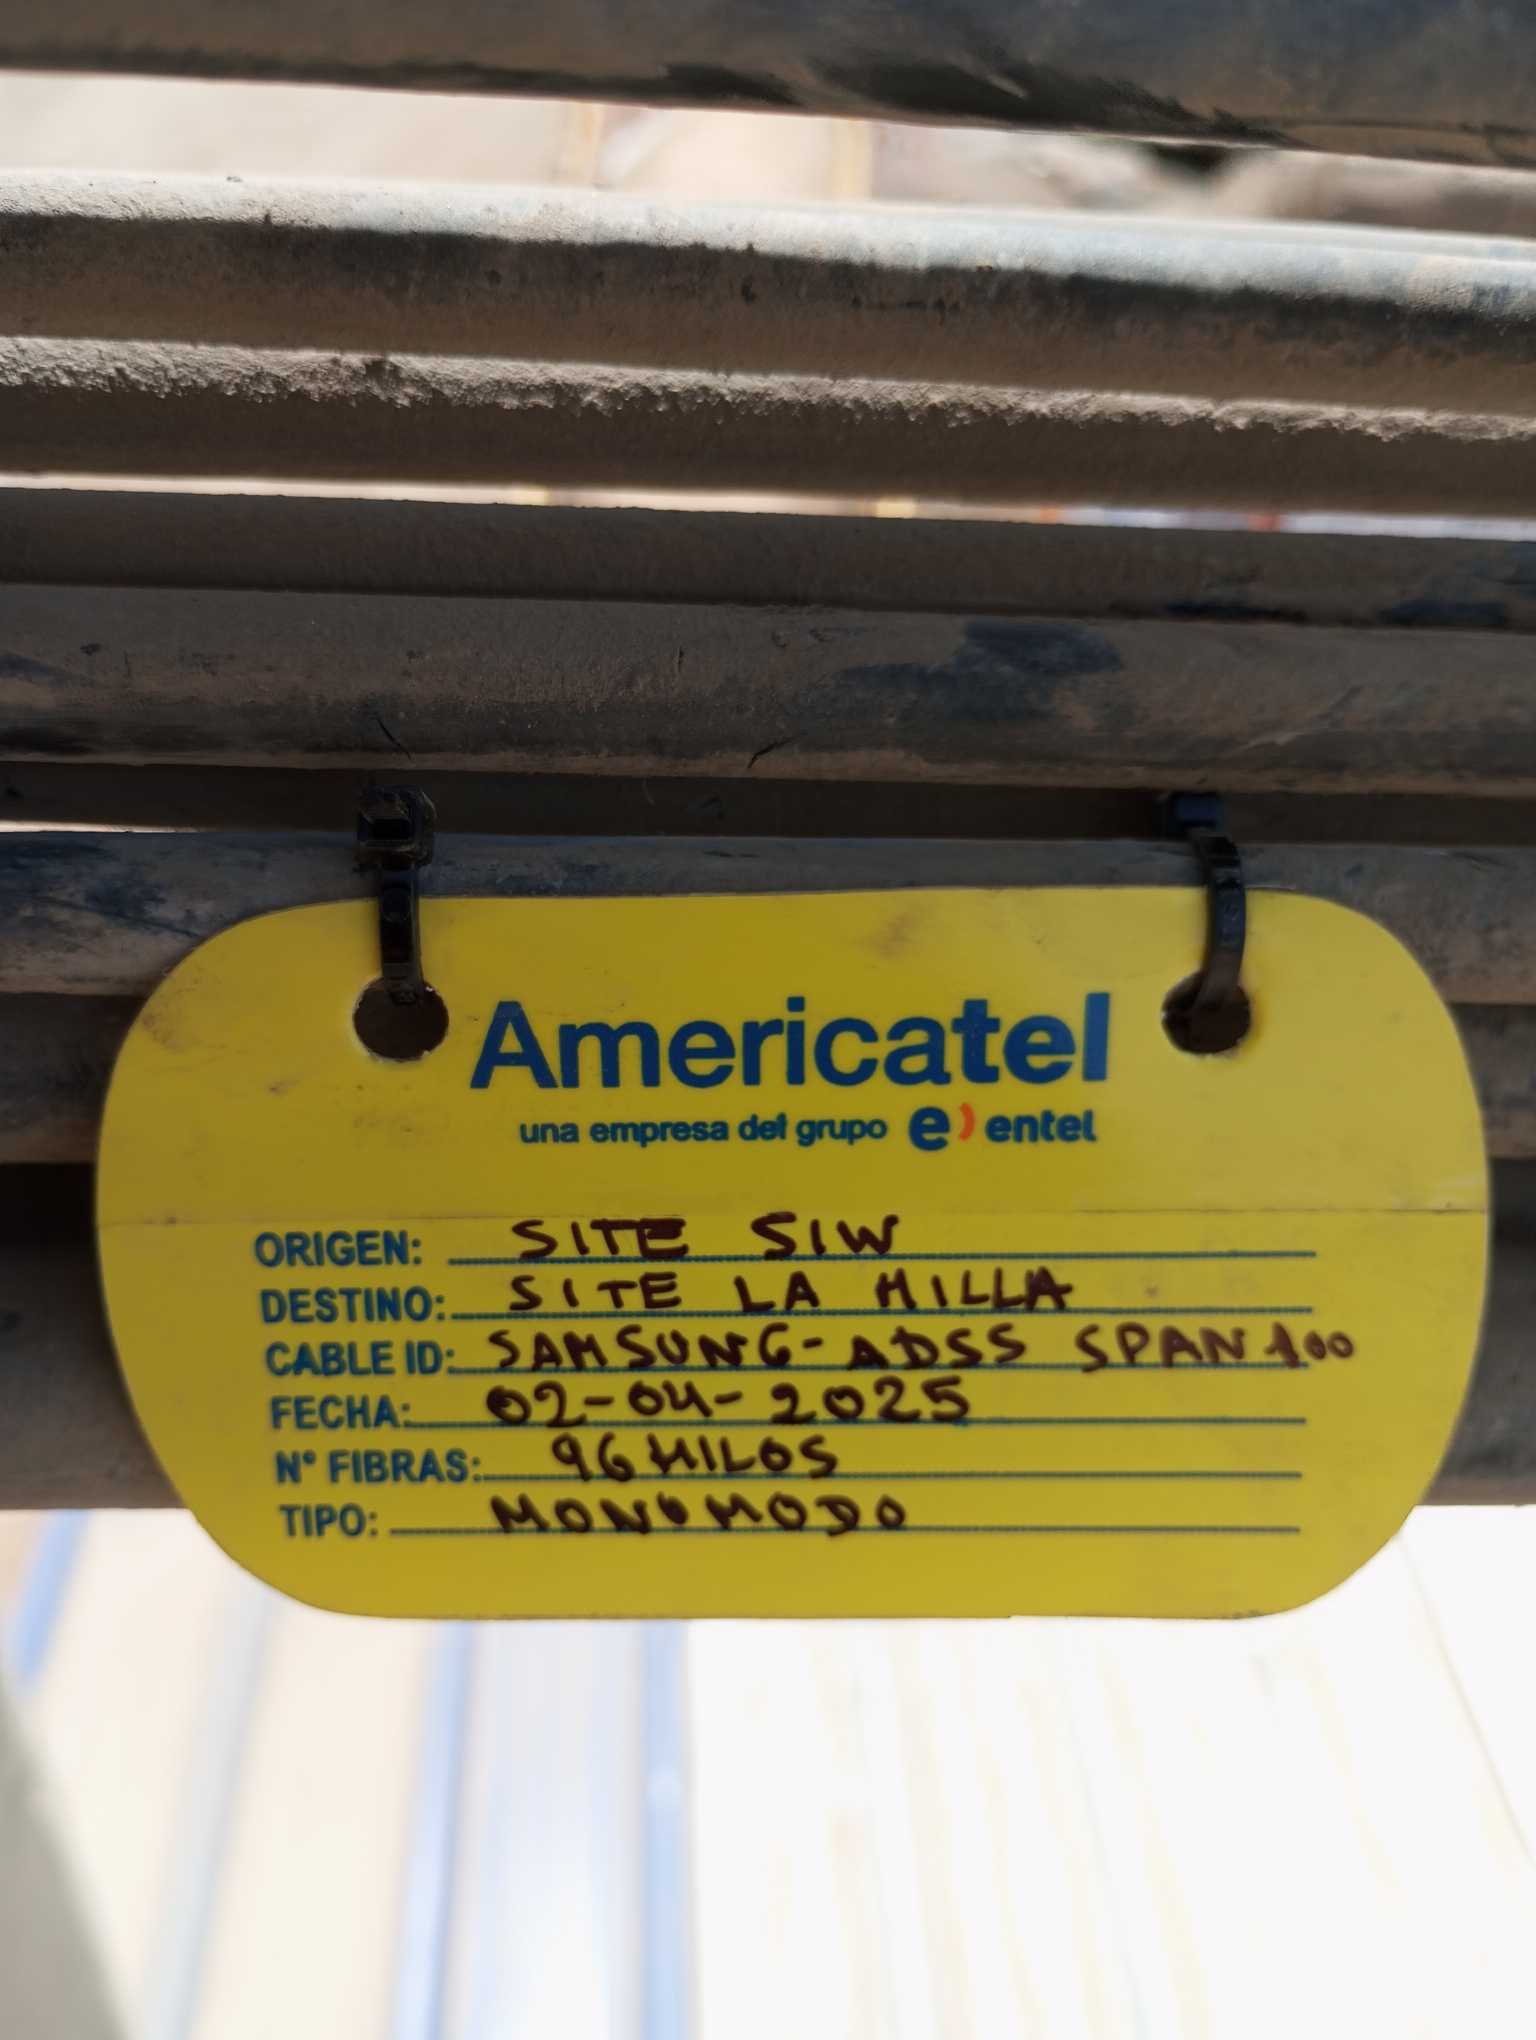 Americatel
una empresa del grupo e) entel
ORIGEN: SITE SIW
DESTINO: SITE LA MILLA
CABLE ID: SAMSUNG-ADSS SPAN 100
FECHA: 02-04-2025
N° FIBRAS: 96 HILOS
TIPO: MONOMODO